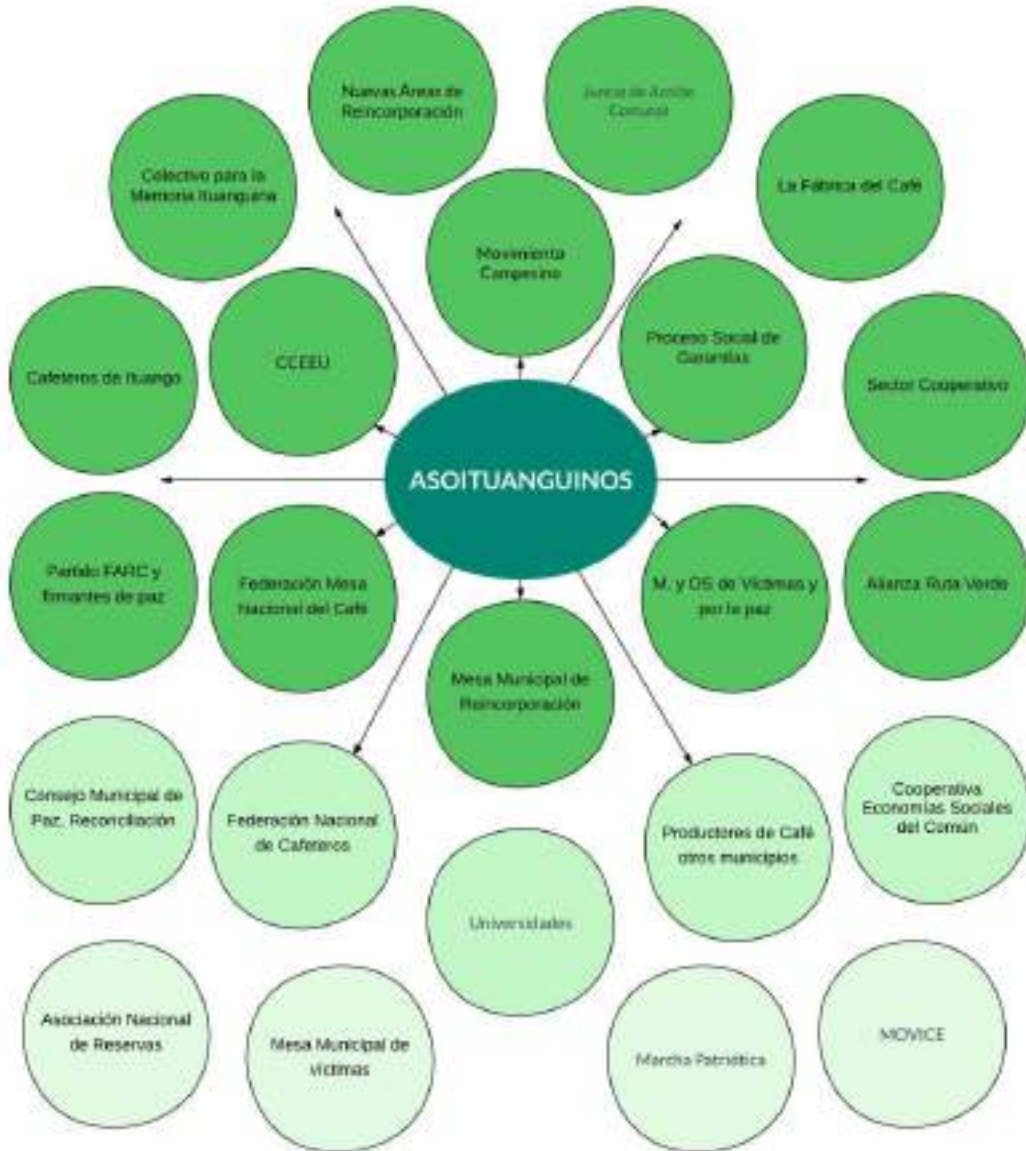 Nuevas Áreas de
Reincorporación
Juntas de Acción
Comunal
Colectivo para la
Memoria Ituanguina
La Fábrica del Café
Movimiento
Campesino
CCEEU
Proceso Social de
Garantías
Cafeteros de Ituango
Sector Cooperativo
ASOITUANGUINOS
Partido FARC y
firmantes de paz
Federación Mesa
Nacional del Café
M. y OS de Víctimas y
por la paz
Alianza Ruta Verde
Mesa Municipal de
Reincorporación
Consejo Municipal de
Paz, Reconciliación
Federación Nacional
de Cafeteros
Productores de Café
otros municipios
Cooperativa
Economías Sociales
del Común
Universidades
Asociación Nacional
de Reservas
Mesa Municipal de
víctimas
Marcha Patriótica
MOVICE